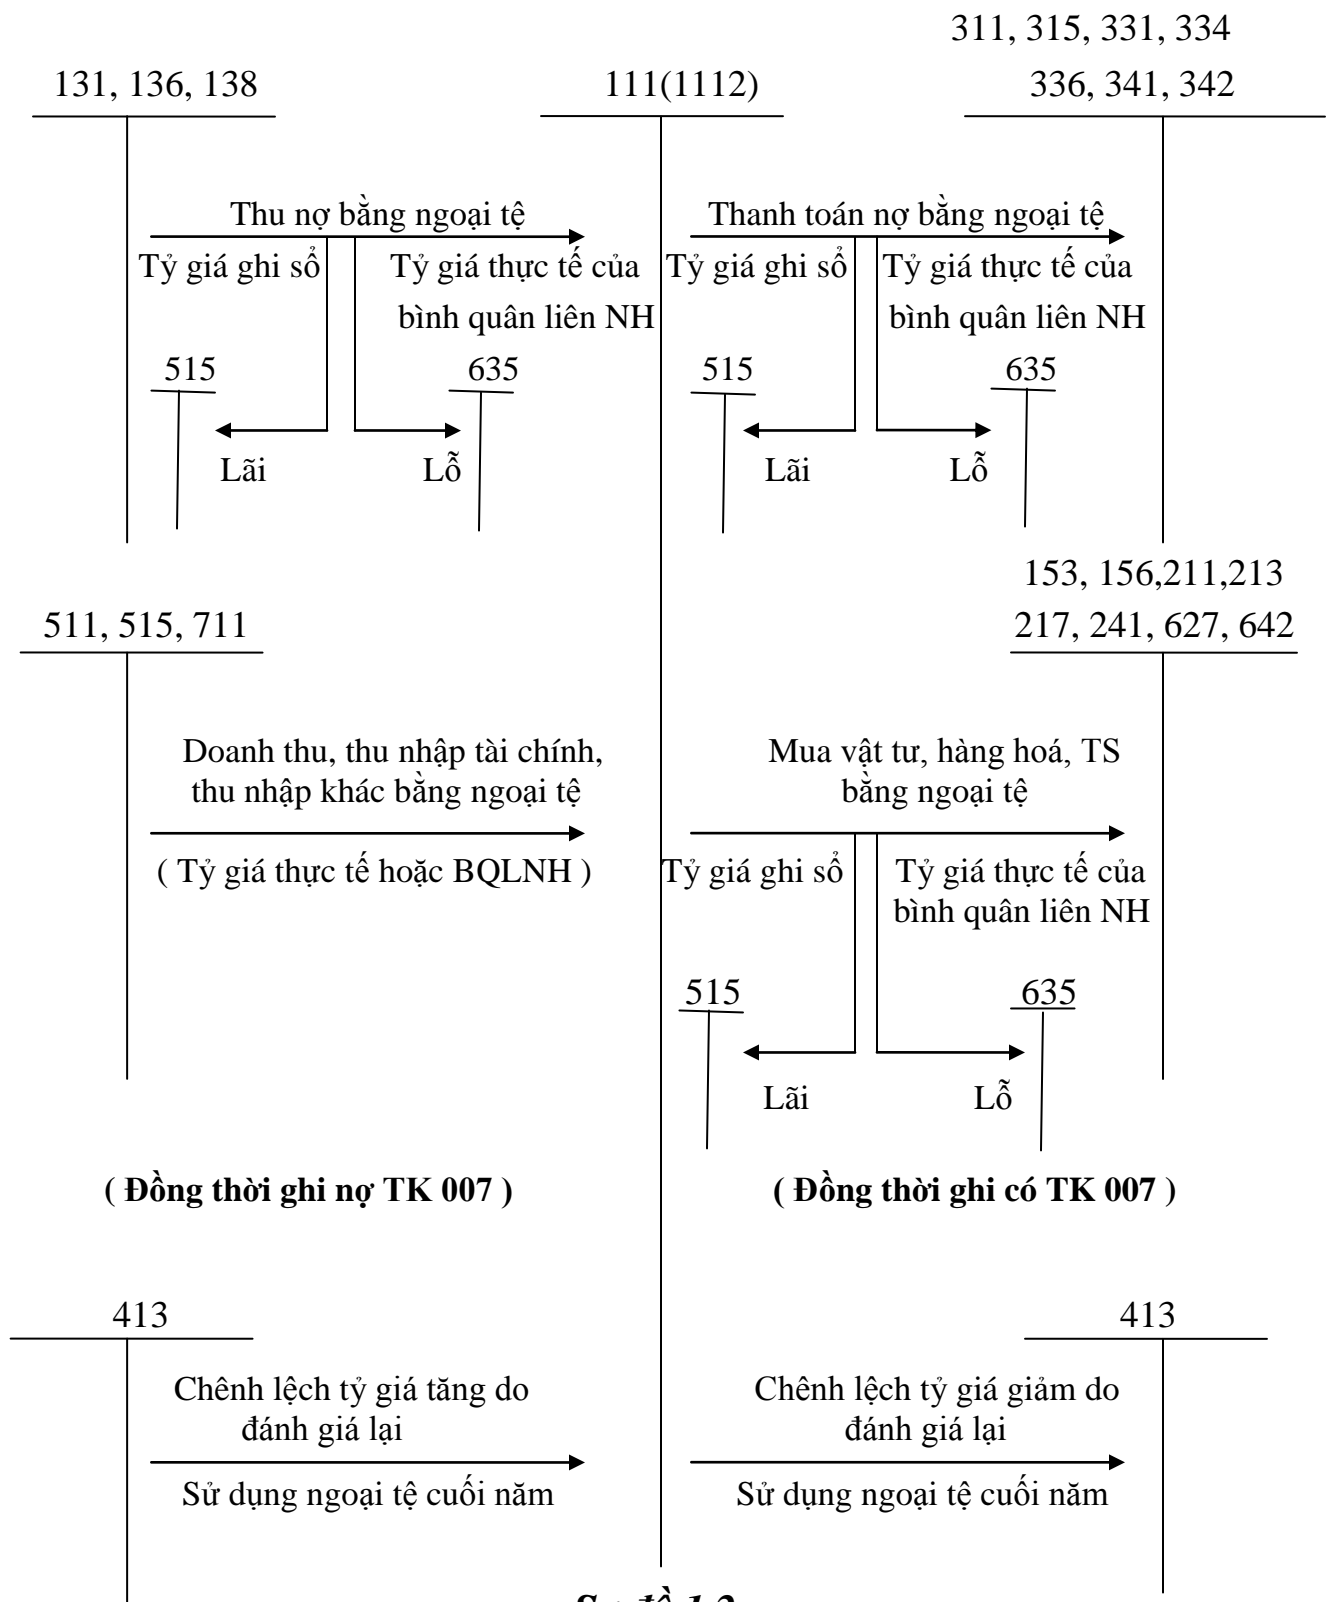 311, 315, 331, 334
131, 136, 138
111(1112)
336, 341, 342
Thu nợ bằng ngoại tệ
Thanh toán nợ bằng ngoại tệ
Tỷ giá ghi sổ
Tỷ giá thực tế của
bình quân liên NH
Tỷ giá ghi sổ
Tỷ giá thực tế của
bình quân liên NH
515
635
515
635
Lãi
Lỗ
Lãi
Lỗ
153, 156,211,213
511, 515, 711
217, 241, 627, 642
Doanh thu, thu nhập tài chính,
thu nhập khác bằng ngoại tệ
( Tỷ giá thực tế hoặc BQLNH )
Mua vật tư, hàng hoá, TS
bằng ngoại tệ
Tỷ giá ghi sổ
Tỷ giá thực tế của
bình quân liên NH
515
635
Lãi
Lỗ
( Đồng thời ghi nợ TK 007 )
( Đồng thời ghi có TK 007 )
413
413
Chênh lệch tỷ giá tăng do
đánh giá lại
Sử dụng ngoại tệ cuối năm
Chênh lệch tỷ giá giảm do
đánh giá lại
Sử dụng ngoại tệ cuối năm